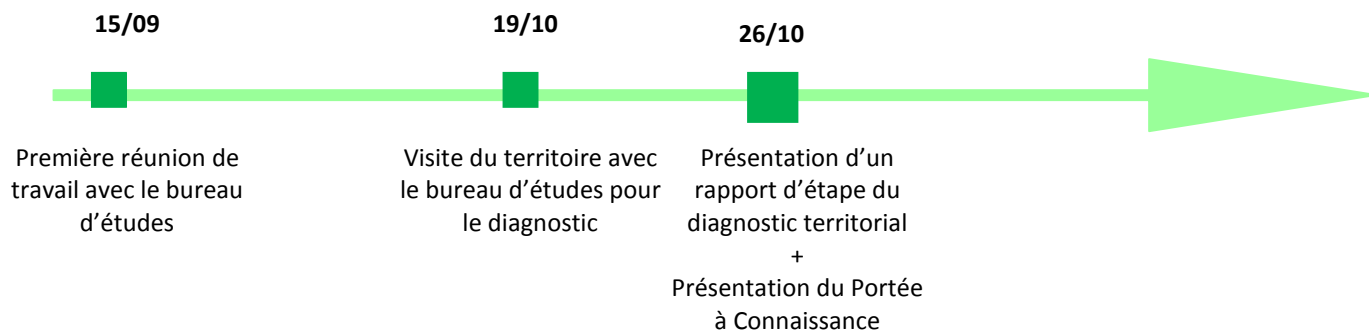 15/09
19/10
26/10
Première réunion de
travail avec le bureau
d’études
Visite du territoire avec
le bureau d’études pour
le diagnostic
Présentation d’un
rapport d’étape du
diagnostic territorial
+
Présentation du Portée
à Connaissance